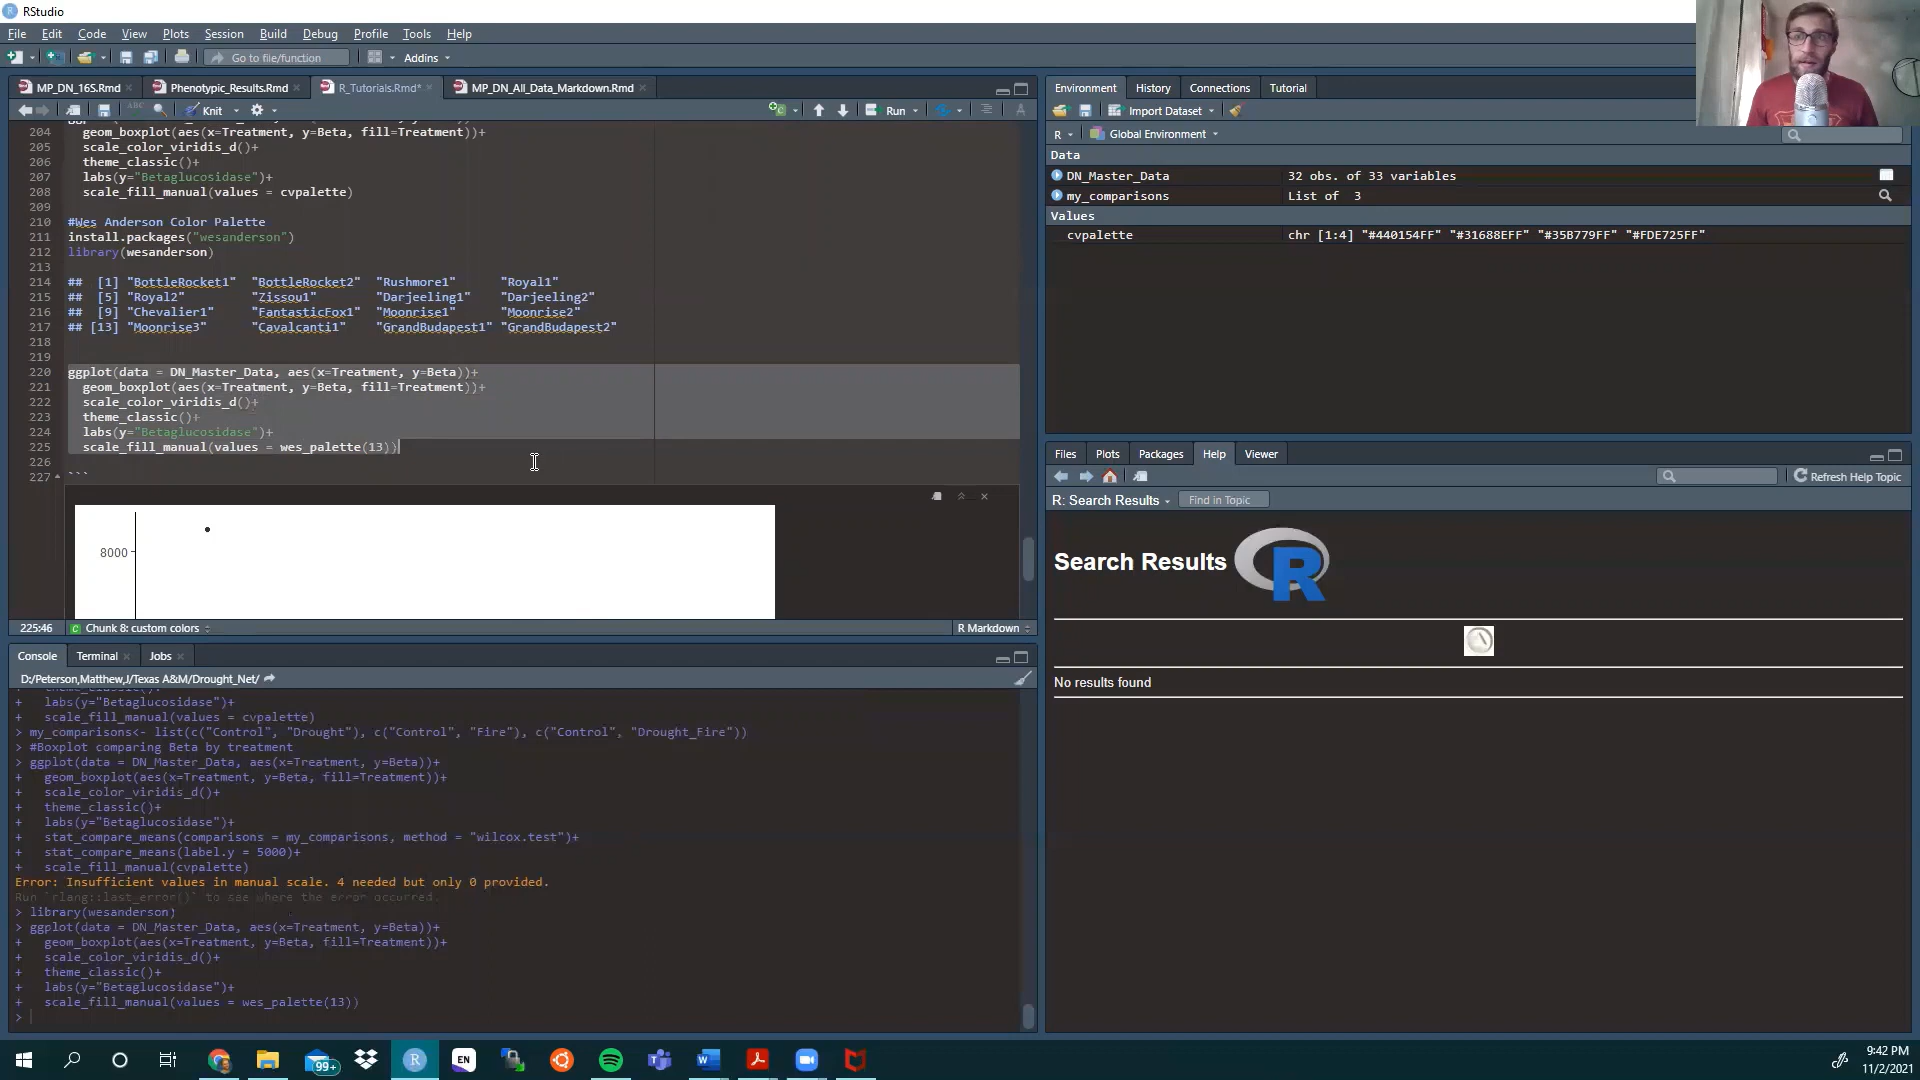 RStudio
File Edit Code View Plots Session Build Debug Profile Tools Help
Go to file/function Addins
MP_DN_16S.Rmd Phenotypic_Results.Rmd R_Tutorials.Rmd* MP_DN_All_Data_Markdown.Rmd
ABC Knit Run
204 geom_boxplot(aes(x=Treatment, y=Beta, fill=Treatment))+
205 scale_color_viridis_d()+
206 theme_classic()+
207 labs(y="Betaglucosidase")+
208 scale_fill_manual(values = cvpalette)
209
210 #Wes Anderson Color Palette
211 install.packages("wesanderson")
212 library(wesanderson)
213
214 ## [1] "BottleRocket1" "BottleRocket2" "Rushmore1" "Royal1"
215 ## [5] "Royal2" "Zissou1" "Darjeeling1" "Darjeeling2"
216 ## [9] "Chevalier1" "FantasticFox1" "Moonrise1" "Moonrise2"
217 ## [13] "Moonrise3" "Cavalcanti1" "GrandBudapest1" "GrandBudapest2"
218
219
220 ggplot(data = DN_Master_Data, aes(x=Treatment, y=Beta))+
221 geom_boxplot(aes(x=Treatment, y=Beta, fill=Treatment))+
222 scale_color_viridis_d()+
223 theme_classic()+
224 labs(y="Betaglucosidase")+
225 scale_fill_manual(values = wes_palette(13))
226
227 ```
8000
225:46 Chunk 8: custom colors R Markdown
Console Terminal Jobs
D:/Peterson,Matthew,J/Texas A&M/Drought_Net/
+ labs(y="Betaglucosidase")+
+ scale_fill_manual(values = cvpalette)
> my_comparisons<- list(c("Control", "Drought"), c("Control", "Fire"), c("Control", "Drought_Fire"))
> #Boxplot comparing Beta by treatment
> ggplot(data = DN_Master_Data, aes(x=Treatment, y=Beta))+
+ geom_boxplot(aes(x=Treatment, y=Beta, fill=Treatment))+
+ scale_color_viridis_d()+
+ theme_classic()+
+ labs(y="Betaglucosidase")+
+ stat_compare_means(comparisons = my_comparisons, method = "wilcox.test")+
+ stat_compare_means(label.y = 5000)+
+ scale_fill_manual(cvpalette)
Error: Insufficient values in manual scale. 4 needed but only 0 provided.
Run `rlang::last_error()` to see where the error occurred.
> library(wesanderson)
> ggplot(data = DN_Master_Data, aes(x=Treatment, y=Beta))+
+ geom_boxplot(aes(x=Treatment, y=Beta, fill=Treatment))+
+ scale_color_viridis_d()+
+ theme_classic()+
+ labs(y="Betaglucosidase")+
+ scale_fill_manual(values = wes_palette(13))
>
Environment History Connections Tutorial
Import Dataset
R Global Environment
Data
DN_Master_Data 32 obs. of 33 variables
my_comparisons List of 3
Values
cvpalette chr [1:4] "#440154FF" "#31688EFF" "#35B779FF" "#FDE725FF"
Files Plots Packages Help Viewer
Refresh Help Topic
R: Search Results Find in Topic
Search Results R
No results found
99+ R EN
9:42 PM
11/2/2021